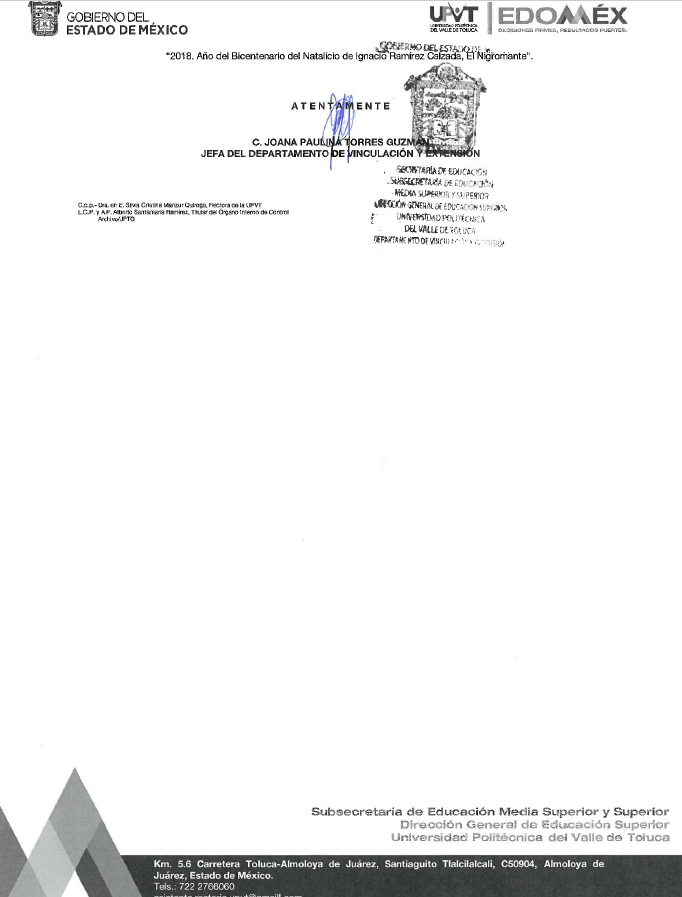 GOBIERNO DEL
ESTADO DE MÉXICO
UPVT
UNIVERSIDAD POLITÉCNICA
DEL VALLE DE TOLUCA
EDOMÉX
DECISIONES FIRMES, RESULTADOS FUERTES.
GOBIERNO DEL ESTADO DE
"2018. Año del Bicentenario del Natalicio de Ignacio Ramírez Calzada, El Nigromante".
ATENTAMENTE
C. JOANA PAULINA TORRES GUZMÁN
JEFA DEL DEPARTAMENTO DE VINCULACIÓN Y EXTENSIÓN
SECRETARÍA DE EDUCACIÓN
SUBSECRETARÍA DE EDUCACIÓN
MEDIA SUPERIOR Y SUPERIOR
DIRECCIÓN GENERAL DE EDUCACIÓN SUPERIOR
UNIVERSIDAD POLITÉCNICA
DEL VALLE DE TOLUCA
DEPARTAMENTO DE VINCULACIÓN Y EXTENSIÓN
C.c.p.- Dra. en E. Silvia Cristina Manzur Quiroga, Rectora de la UPVT
L.C.P. y A.P. Alberto Santamaría Ramírez, Titular del Órgano Interno de Control
Archivo/JPTG
Subsecretaría de Educación Media Superior y Superior
Dirección General de Educación Superior
Universidad Politécnica del Valle de Toluca
Km. 5.6 Carretera Toluca-Almoloya de Juárez, Santiaguito Tlalcilalcali, C50904, Almoloya de
Juárez, Estado de México.
Tels.: 722 2766060